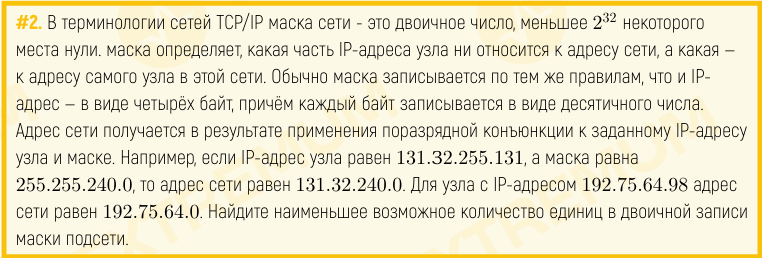 #2. В терминологии сетей TCP/IP маска сети - это двоичное число, меньшее 2^32 некоторого
места нули. маска определяет, какая часть IP-адреса узла ни относится к адресу сети, а какая —
к адресу самого узла в этой сети. Обычно маска записывается по тем же правилам, что и IP-
адрес — в виде четырёх байт, причём каждый байт записывается в виде десятичного числа.
Адрес сети получается в результате применения поразрядной конъюнкции к заданному IP-адресу
узла и маске. Например, если IP-адрес узла равен 131.32.255.131, а маска равна
255.255.240.0, то адрес сети равен 131.32.240.0. Для узла с IP-адресом 192.75.64.98 адрес
сети равен 192.75.64.0. Найдите наименьшее возможное количество единиц в двоичной записи
маски подсети.